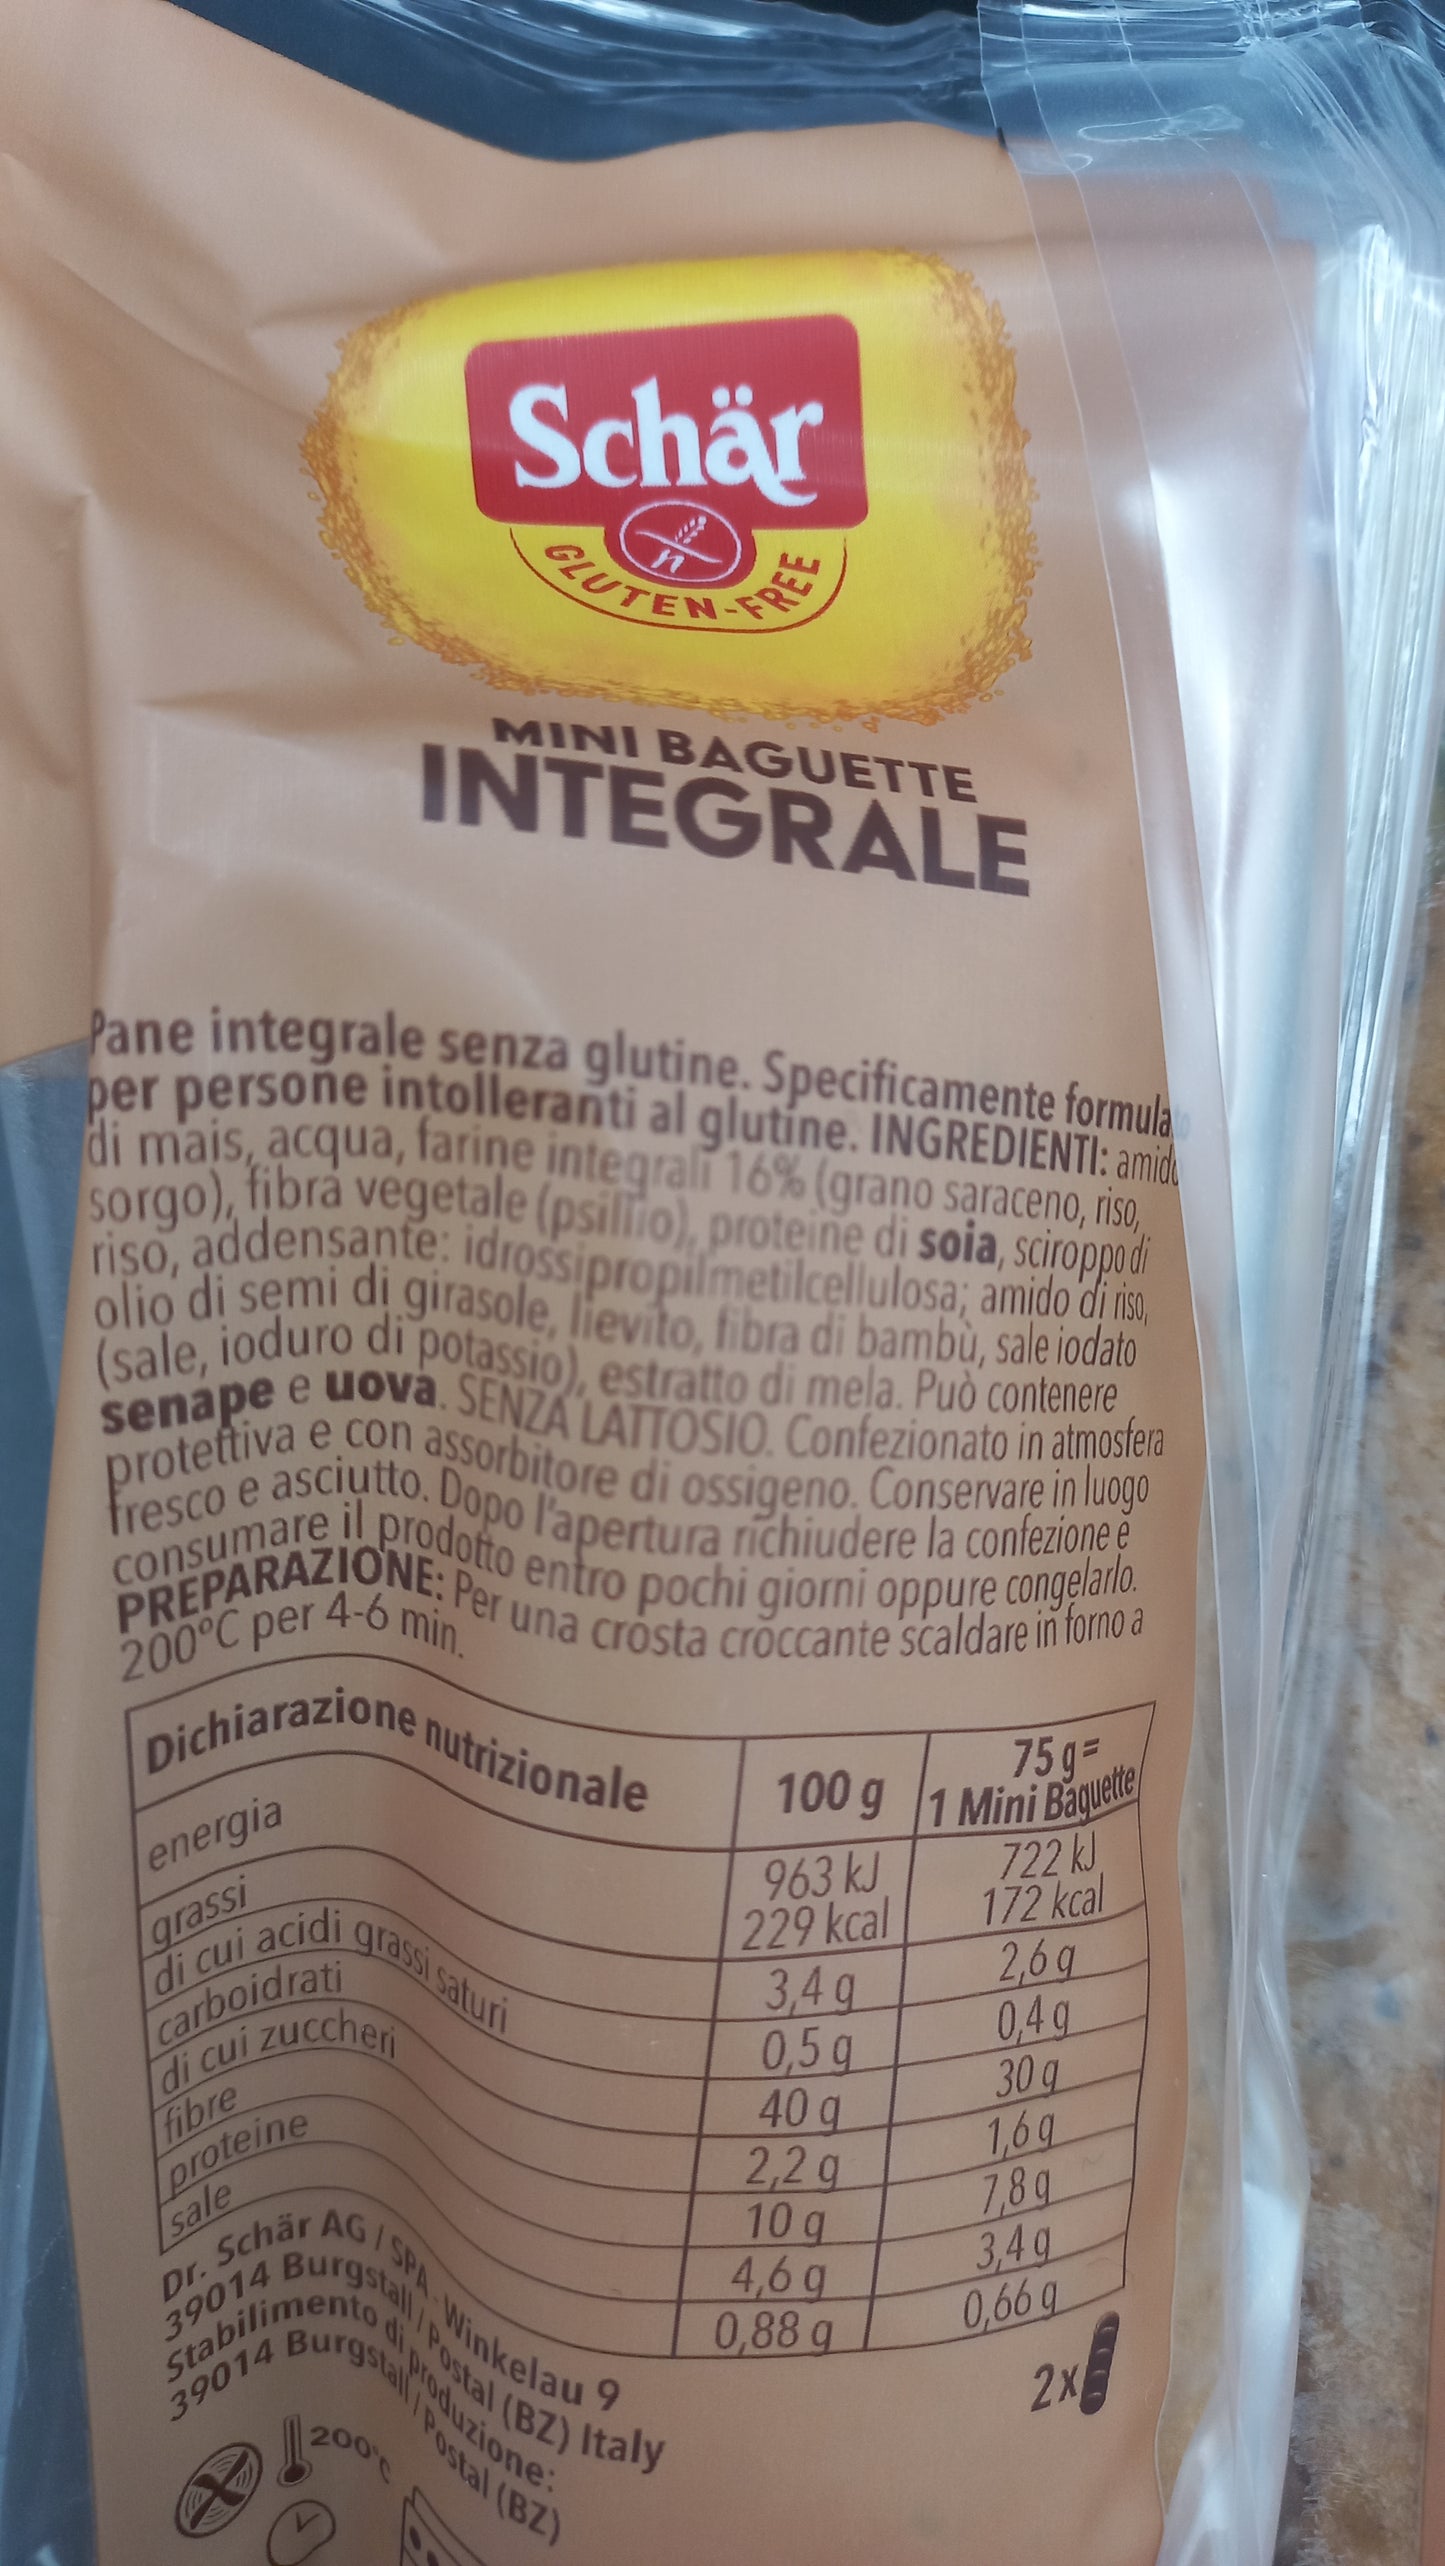 Schär
GLUTEN-FREE
MINI BAGUETTE
INTEGRALE
Pane integrale senza glutine. Specificamente formulato
per persone intolleranti al glutine. INGREDIENTI: amido
di mais, acqua, farine integrali 16% (grano saraceno, riso,
sorgo), fibra vegetale (psillio), proteine di soia, sciroppo di
riso, addensante: idrossipropilmetilcellulosa; amido di riso,
olio di semi di girasole, lievito, fibra di bambù, sale iodato
(sale, ioduro di potassio), estratto di mela. Può contenere
senape e uova. SENZA LATTOSIO. Confezionato in atmosfera
protettiva e con assorbitore di ossigeno. Conservare in luogo
fresco e asciutto. Dopo l'apertura richiudere la confezione e
consumare il prodotto entro pochi giorni oppure congelarlo.
PREPARAZIONE: Per una crosta croccante scaldare in forno a
200°C per 4-6 min.
Dichiarazione nutrizionale 100 g 75 g =
1 Mini Baguette
energia 963 kJ 722 kJ
229 kcal 172 kcal
grassi 3,4 g 2,6 g
di cui acidi grassi saturi 0,5 g 0,4 g
carboidrati 40 g 30 g
di cui zuccheri 2,2 g 1,6 g
fibre 10 g 7,8 g
proteine 4,6 g 3,4 g
sale 0,88 g 0,66 g
Dr. Schär AG / SPA - Winkelau 9
39014 Burgstall / Postal (BZ) Italy
Stabilimento di produzione:
39014 Burgstall / Postal (BZ)
2x
200°C